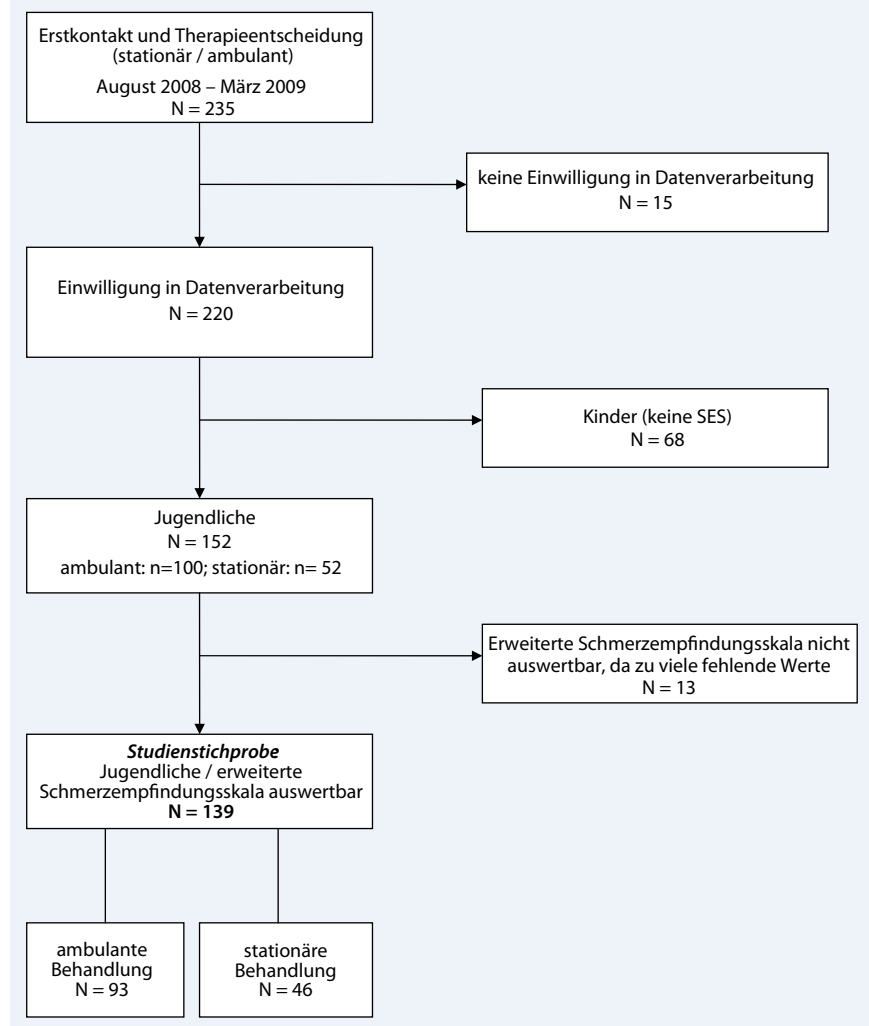 Erstkontakt und Therapieentscheidung
(stationär / ambulant)
August 2008 – März 2009
N = 235
keine Einwilligung in Datenverarbeitung
N = 15
Einwilligung in Datenverarbeitung
N = 220
Kinder (keine SES)
N = 68
Jugendliche
N = 152
ambulant: n=100; stationär: n= 52
Erweiterte Schmerzempfindungsskala nicht
auswertbar, da zu viele fehlende Werte
N = 13
Studienstichprobe
Jugendliche / erweiterte
Schmerzempfindungsskala auswertbar
N = 139
ambulante
Behandlung
N = 93
stationäre
Behandlung
N = 46